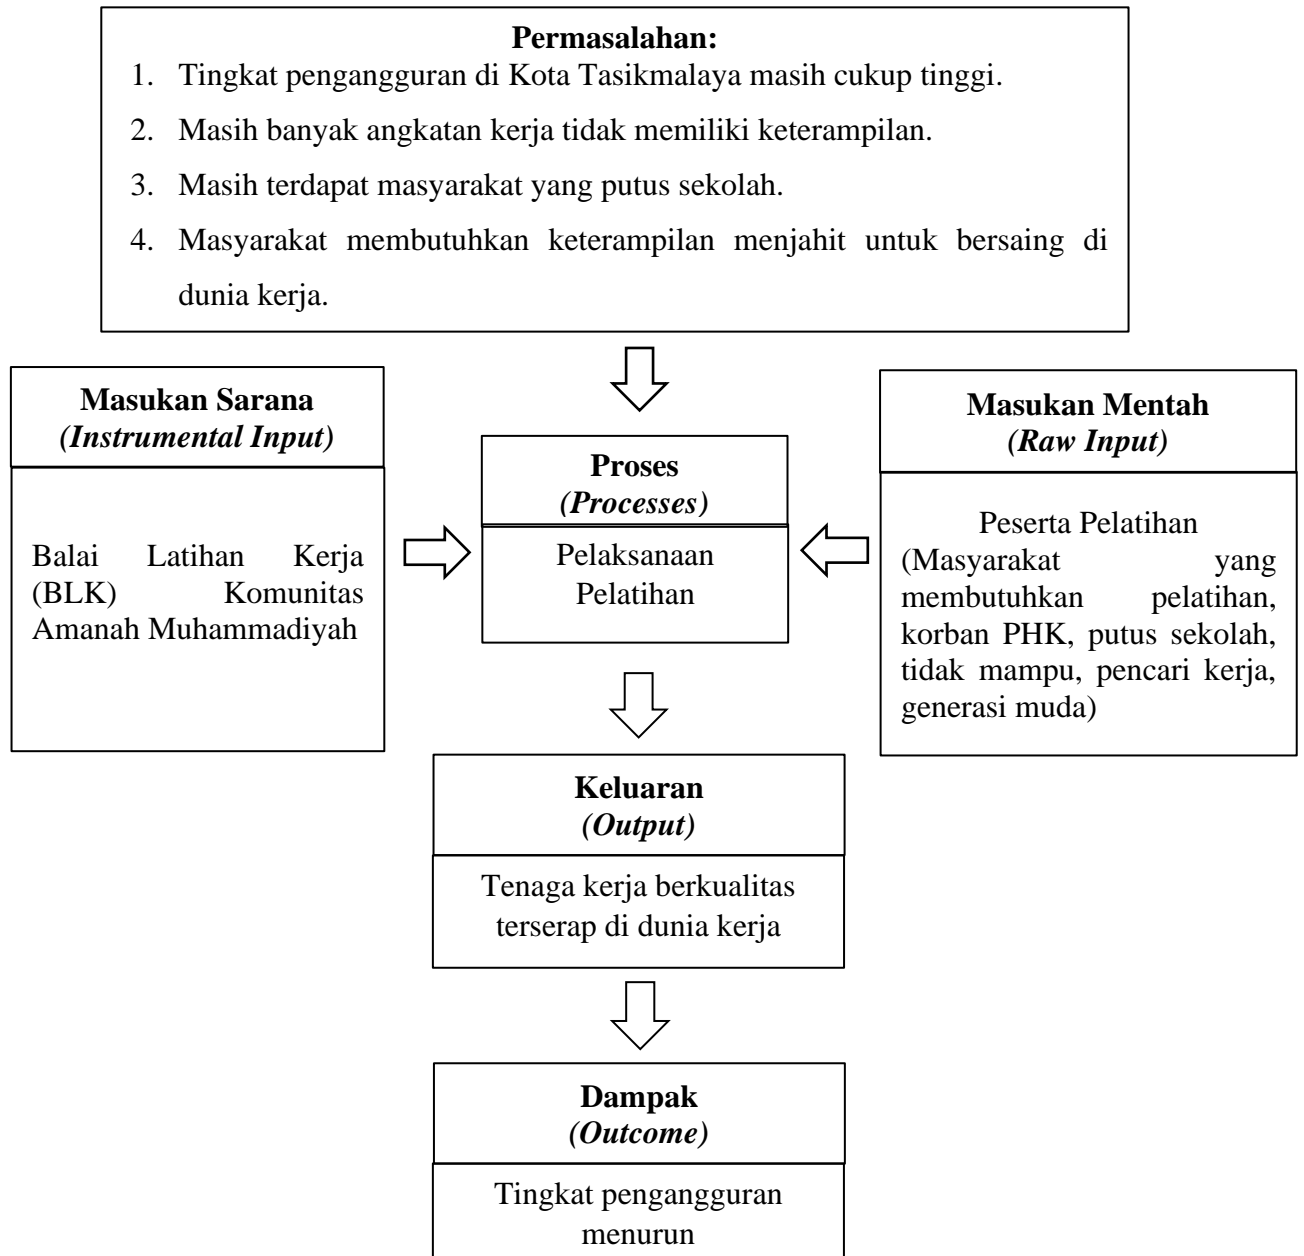 Permasalahan:
1. Tingkat pengangguran di Kota Tasikmalaya masih cukup tinggi.
2. Masih banyak angkatan kerja tidak memiliki keterampilan.
3. Masih terdapat masyarakat yang putus sekolah.
4. Masyarakat membutuhkan keterampilan menjahit untuk bersaing di
dunia kerja.
Masukan Sarana
(Instrumental Input)
Balai Latihan Kerja
(BLK) Komunitas
Amanah Muhammadiyah
Proses
(Processes)
Pelaksanaan
Pelatihan
Masukan Mentah
(Raw Input)
Peserta Pelatihan
(Masyarakat yang
membutuhkan pelatihan,
korban PHK, putus sekolah,
tidak mampu, pencari kerja,
generasi muda)
Keluaran
(Output)
Tenaga kerja berkualitas
terserap di dunia kerja
Dampak
(Outcome)
Tingkat pengangguran
menurun